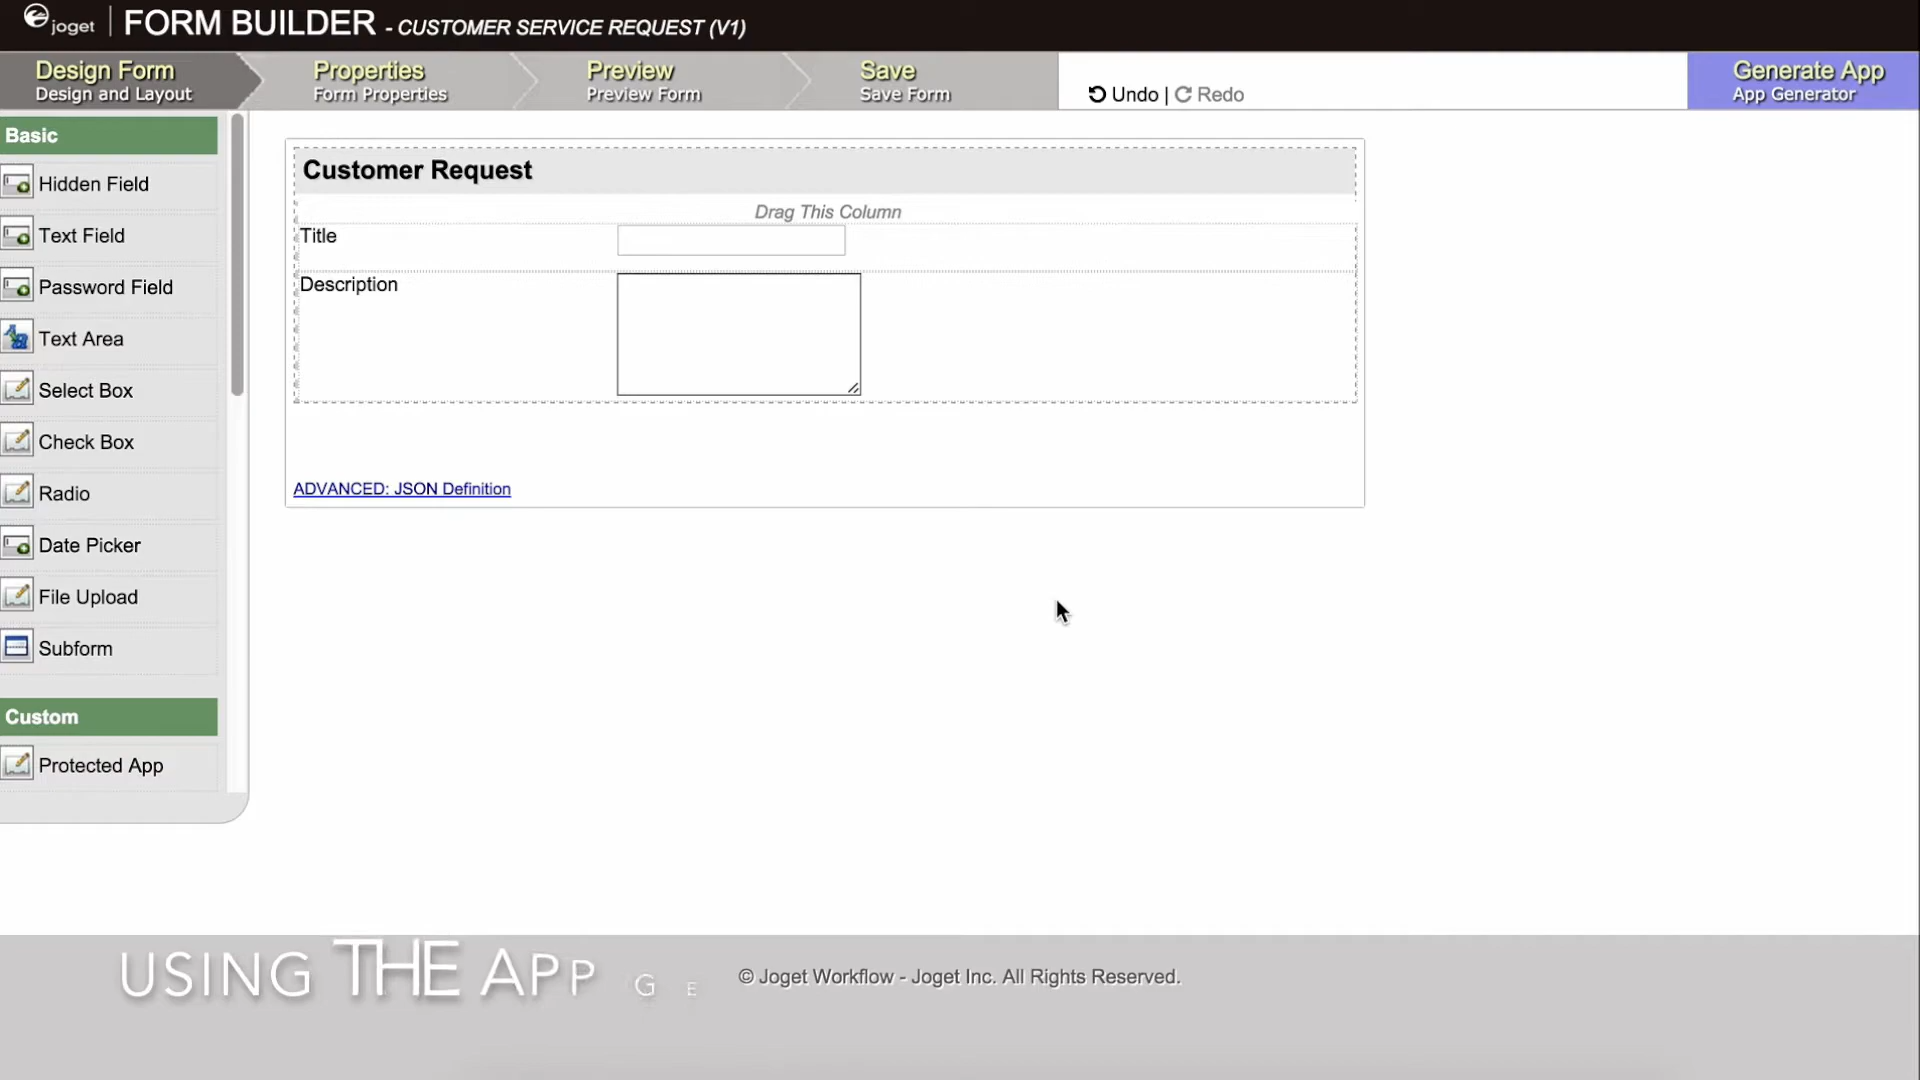 joget | FORM BUILDER - CUSTOMER SERVICE REQUEST (V1)
Design Form
Design and Layout
Properties
Form Properties
Preview
Preview Form
Save
Save Form
Undo | Redo
Generate App
App Generator
Basic
Hidden Field
Text Field
Password Field
Text Area
Select Box
Check Box
Radio
Date Picker
File Upload
Subform
Custom
Protected App
Customer Request
Drag This Column
Title
Description
ADVANCED: JSON Definition
USING THE APP G E
© Joget Workflow - Joget Inc. All Rights Reserved.